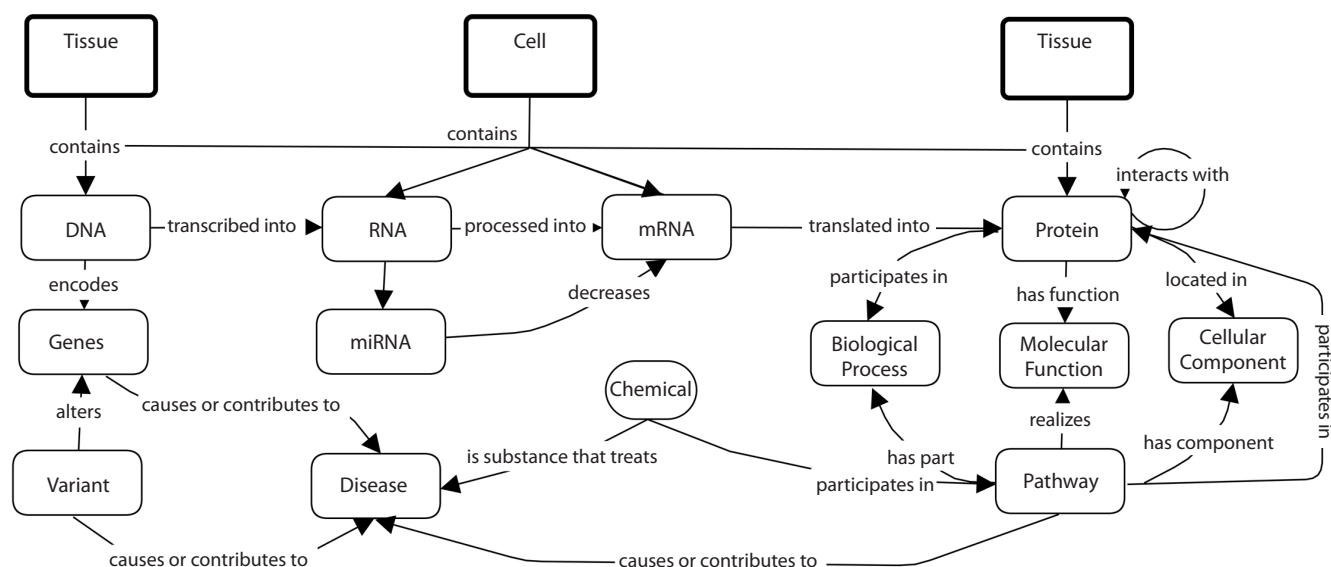 Tissue
Cell
Tissue
contains
contains
contains
interacts with
DNA
transcribed into
RNA
processed into
mRNA
translated into
Protein
encodes
decreases
participates in
has function
located in
Genes
miRNA
Biological
Process
Molecular
Function
Cellular
Component
participates in
alters
causes or contributes to
Chemical
realizes
has component
is substance that treats
has part
Variant
Disease
participates in
Pathway
causes or contributes to
causes or contributes to